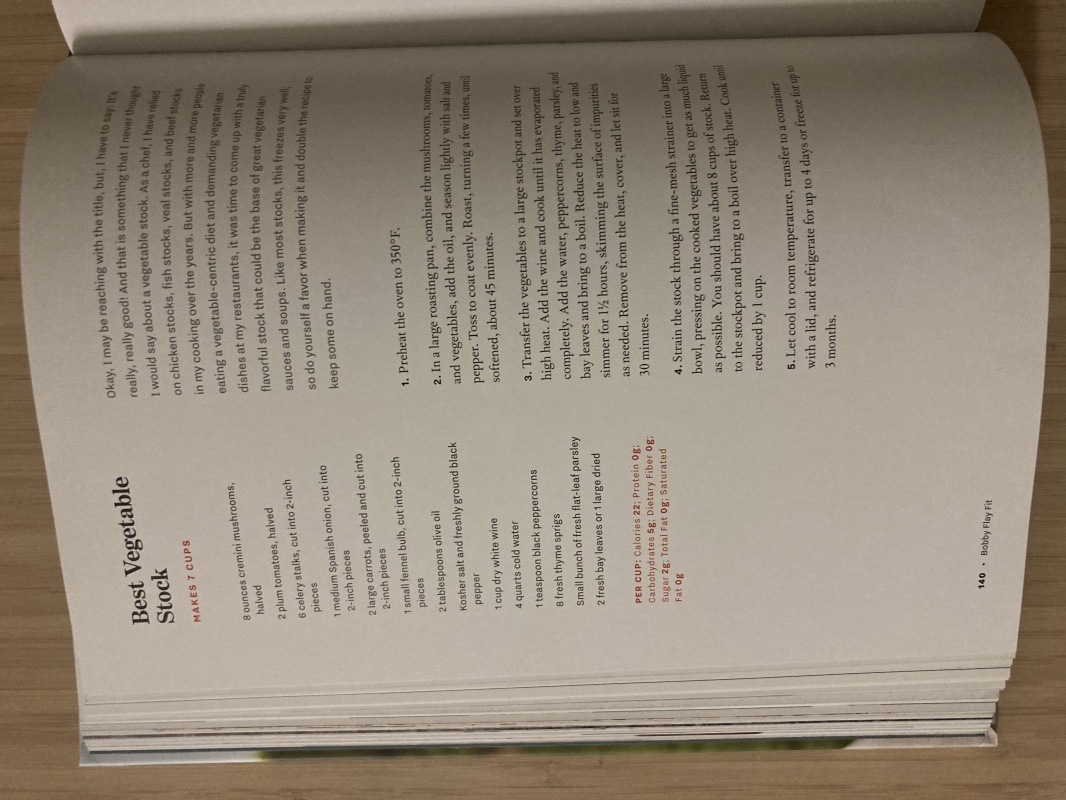 Best Vegetable
Stock
MAKES 7 CUPS
8 ounces cremini mushrooms,
halved
2 plum tomatoes, halved
6 celery stalks, cut into 2-inch
pieces
1 medium Spanish onion, cut into
2-inch pieces
2 large carrots, peeled and cut into
2-inch pieces
1 small fennel bulb, cut into 2-inch
pieces
2 tablespoons olive oil
Kosher salt and freshly ground black
pepper
1 cup dry white wine
4 quarts cold water
1 teaspoon black peppercorns
8 fresh thyme sprigs
Small bunch of fresh flat-leaf parsley
2 fresh bay leaves or 1 large dried
PER CUP: Calories 22; Protein 0g;
Carbohydrates 5g; Dietary Fiber 0g;
Sugar 2g; Total Fat 0g; Saturated
Fat 0g
Okay, I may be reaching with the title, but, I have to say: It's
really, really good! And that is something that I never thought
I would say about a vegetable stock. As a chef, I have relied
on chicken stocks, fish stocks, veal stocks, and beef stocks
in my cooking over the years. But with more and more people
eating a vegetable-centric diet and demanding vegetarian
dishes at my restaurants, it was time to come up with a truly
flavorful stock that could be the base of great vegetarian
sauces and soups. Like most stocks, this freezes very well;
so do yourself a favor when making it and double the recipe to
keep some on hand.
1. Preheat the oven to 350°F.
2. In a large roasting pan, combine the mushrooms, tomatoes,
and vegetables, add the oil, and season lightly with salt and
pepper. Toss to coat evenly. Roast, turning a few times, until
softened, about 45 minutes.
3. Transfer the vegetables to a large stockpot and set over
high heat. Add the wine and cook until it has evaporated
completely. Add the water, peppercorns, thyme, parsley, and
bay leaves and bring to a boil. Reduce the heat to low and
simmer for 1½ hours, skimming the surface of impurities
as needed. Remove from the heat, cover, and let sit for
30 minutes.
4. Strain the stock through a fine-mesh strainer into a large
bowl, pressing on the cooked vegetables to get as much liquid
as possible. You should have about 8 cups of stock. Return
to the stockpot and bring to a boil over high heat. Cook until
reduced by 1 cup.
5. Let cool to room temperature, transfer to a container
with a lid, and refrigerate for up to 4 days or freeze for up to
3 months.
140 • Bobby Flay Fit